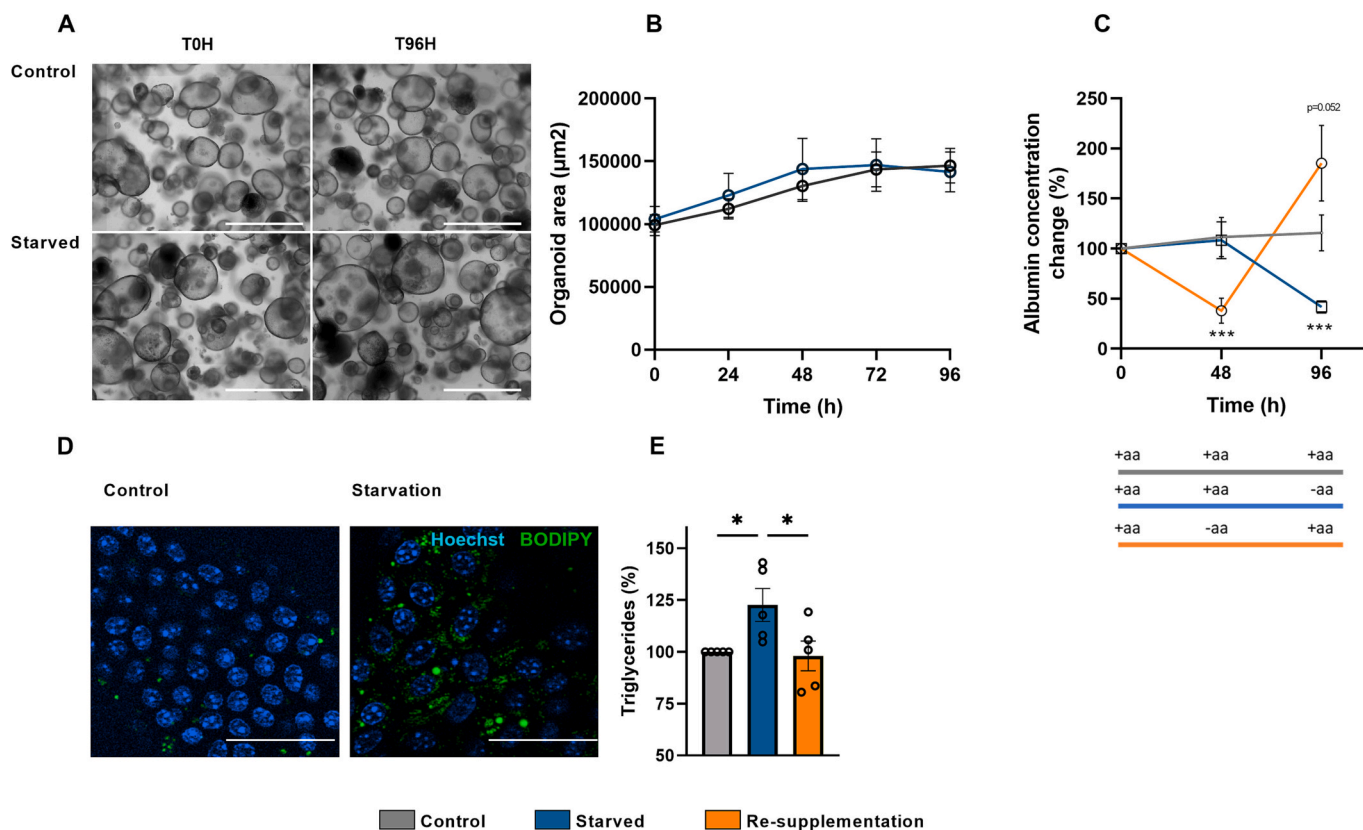 A
T0H
T96H
Control
Starved
B
Organoid area (µm2)
200000
150000
100000
50000
0
0 24 48 72 96
Time (h)
C
Albumin concentration
change (%)
250
200
150
100
50
0
p=0.052
***
***
0 48 96
Time (h)
+aa +aa +aa
+aa +aa -aa
+aa -aa +aa
D
Control
Starvation
Hoechst BODIPY
E
Triglycerides (%)
150
125
100
75
50
* *
Control Starved Re-supplementation